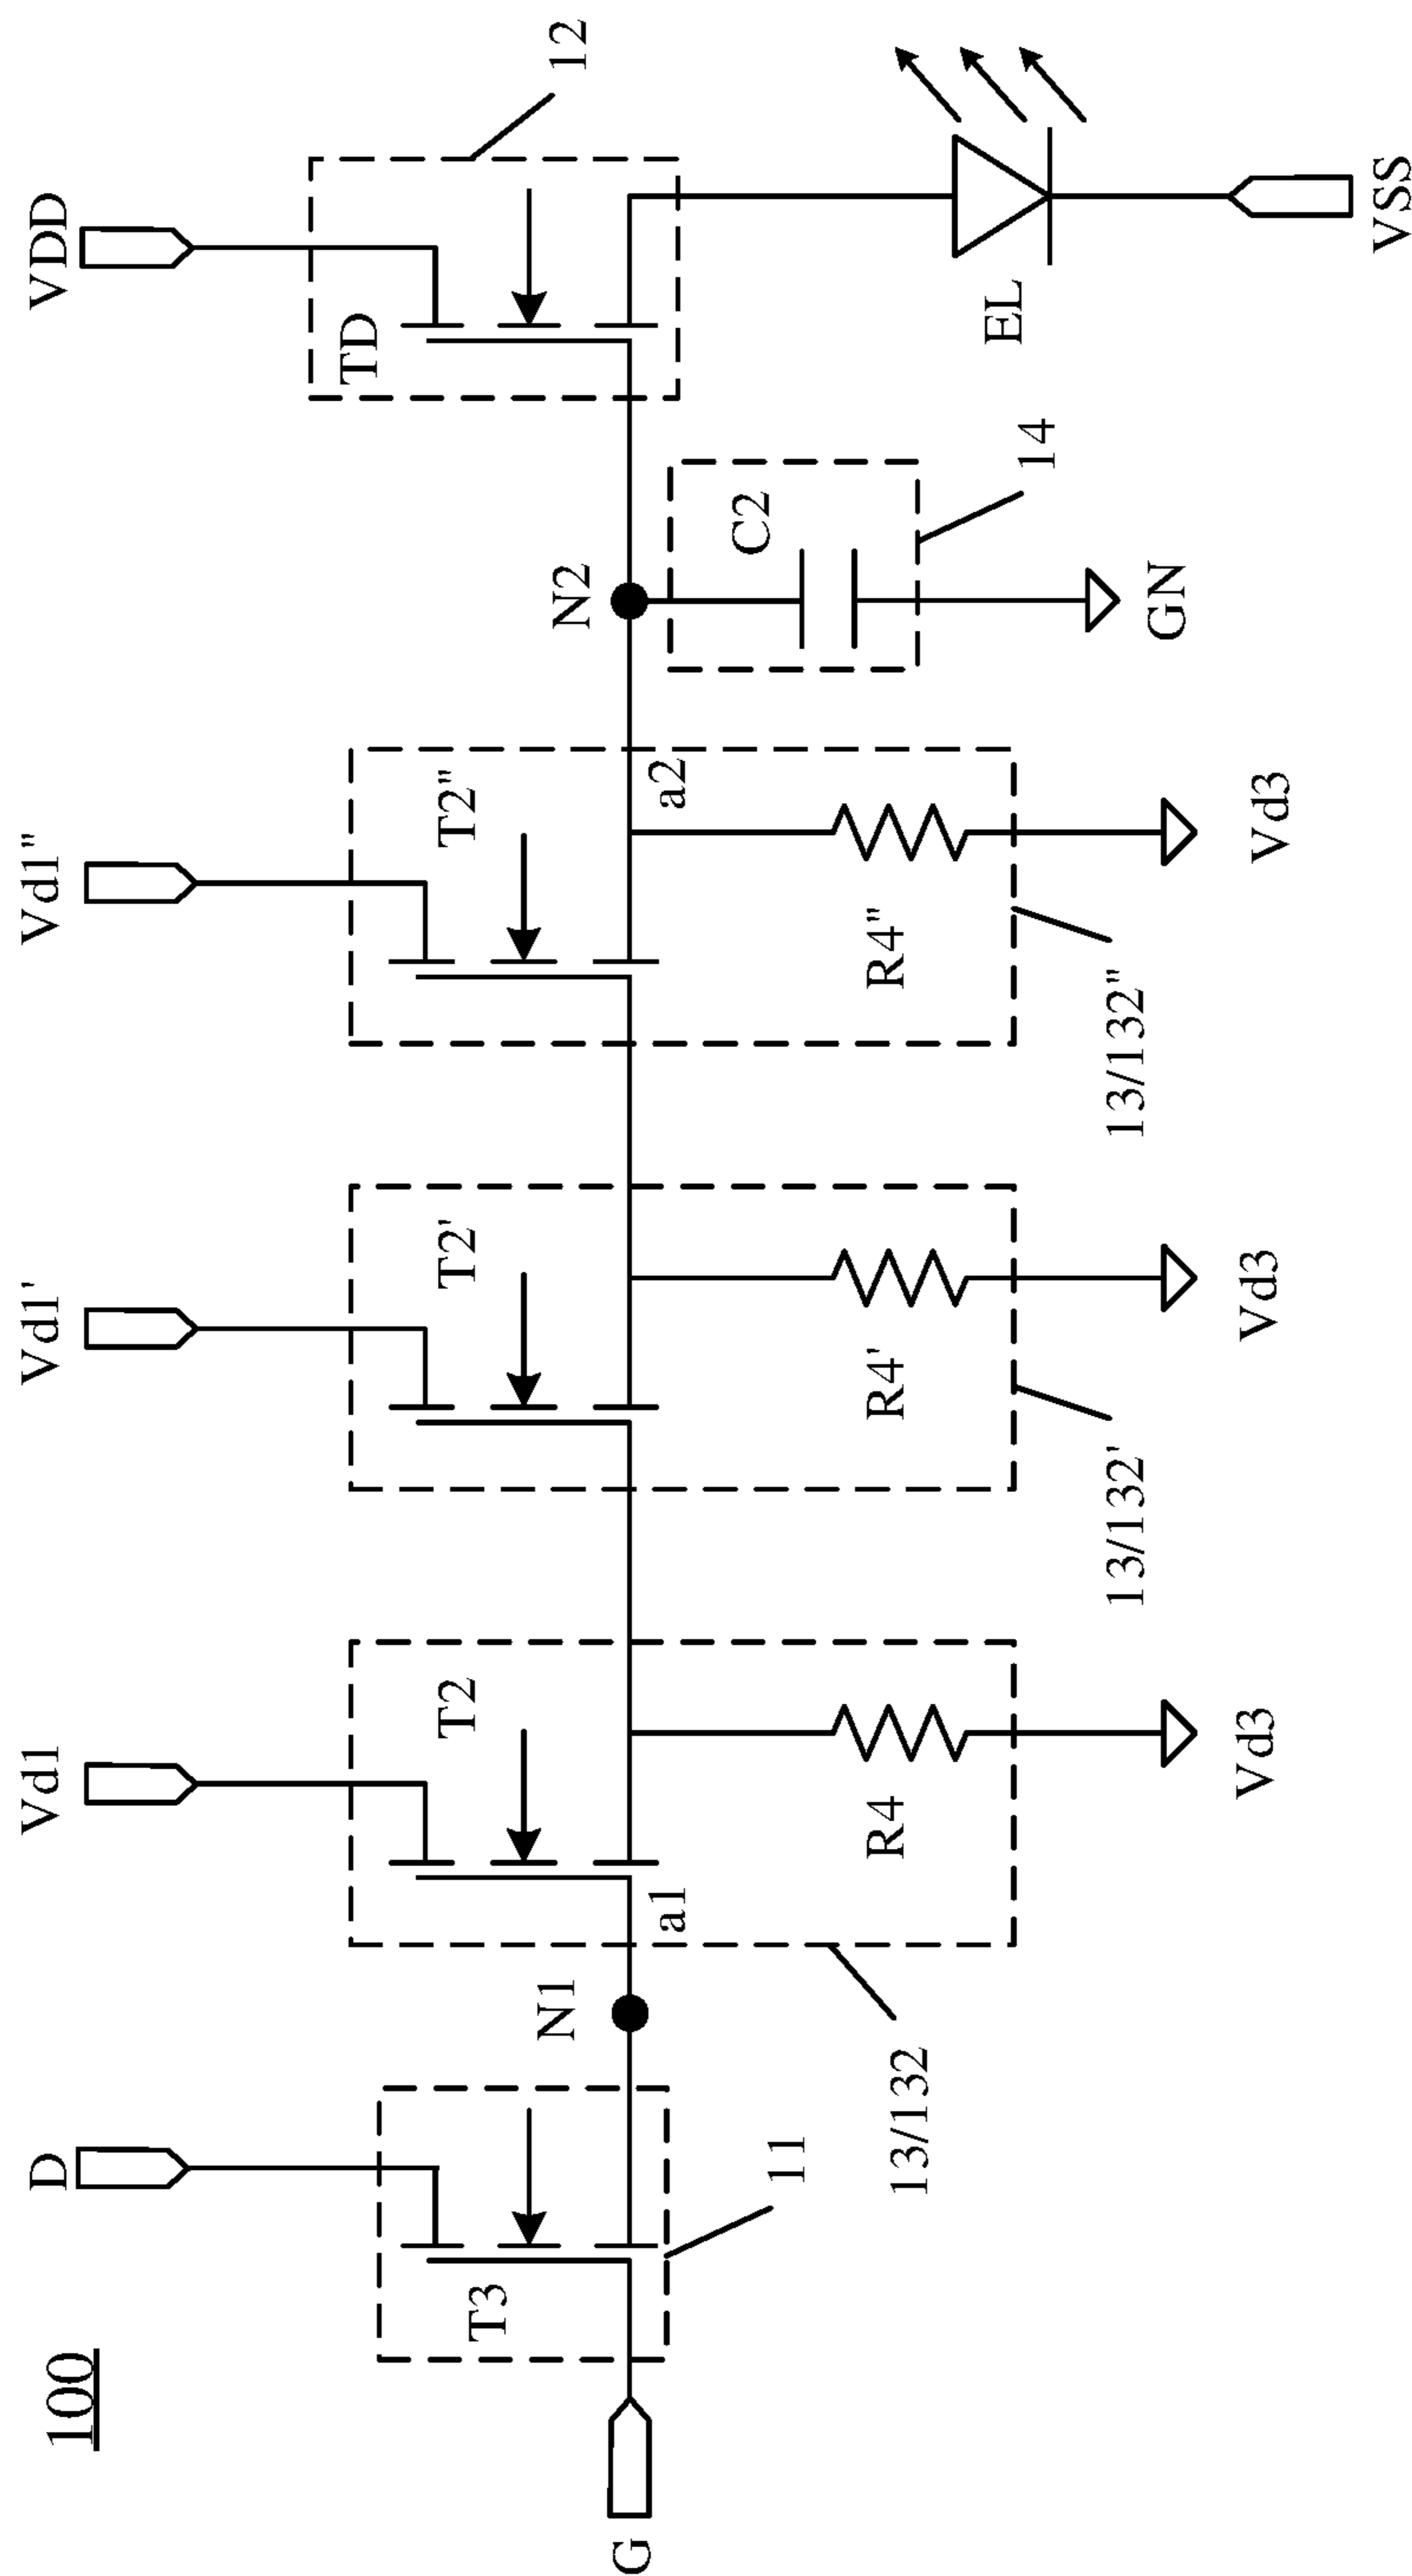 100
D
Vd1
Vd1'
Vd1"
VDD
T3
T2
T2'
T2"
TD
12
G
N1
a1
a2
N2
C2
14
11
R4
R4'
R4"
EL
13/132
13/132'
13/132"
Vd3
Vd3
Vd3
GN
VSS